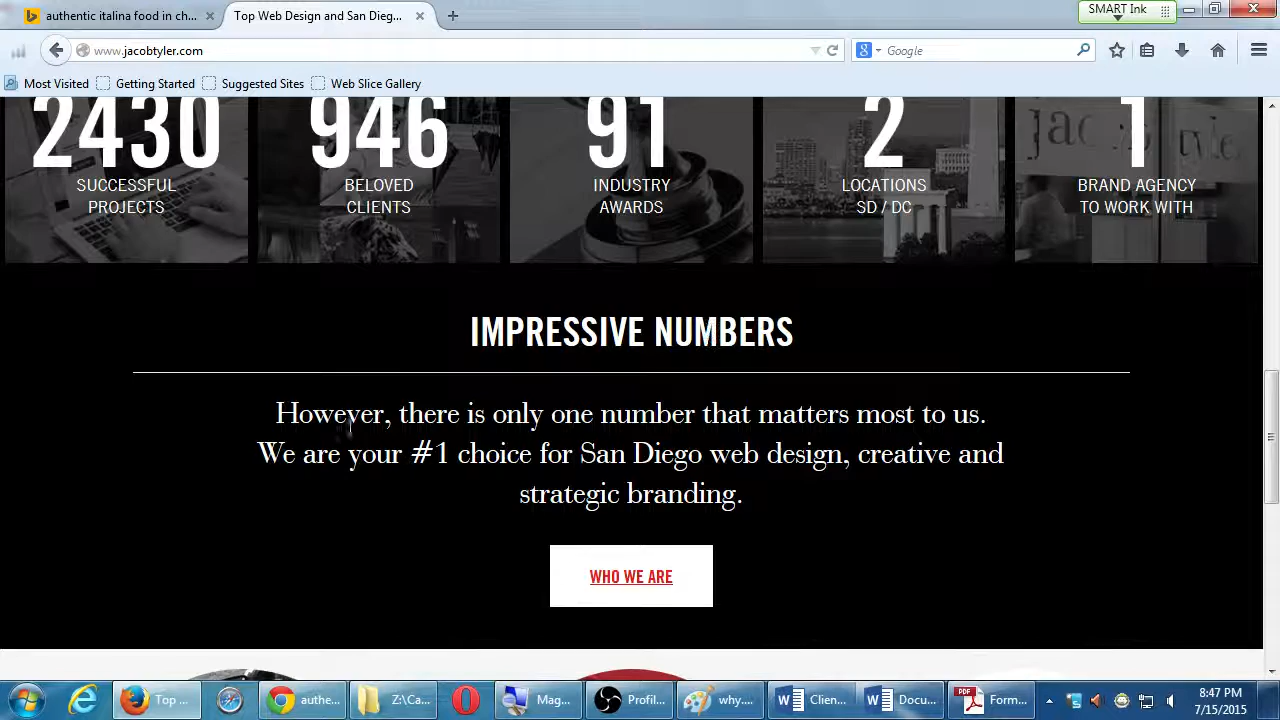 SMART Ink
authentic italina food in ch...
Top Web Design and San Dieg...
www.jacobtyler.com
Google
Most Visited
Getting Started
Suggested Sites
Web Slice Gallery
2430
SUCCESSFUL
PROJECTS
946
BELOVED
CLIENTS
91
INDUSTRY
AWARDS
2
LOCATIONS
SD / DC
1
BRAND AGENCY
TO WORK WITH
IMPRESSIVE NUMBERS
However, there is only one number that matters most to us.
We are your #1 choice for San Diego web design, creative and
strategic branding.
WHO WE ARE
Top ...
authe...
Z:\Ca...
Mag...
Profil...
why....
Clien...
Docu...
Form...
8:47 PM
7/15/2015